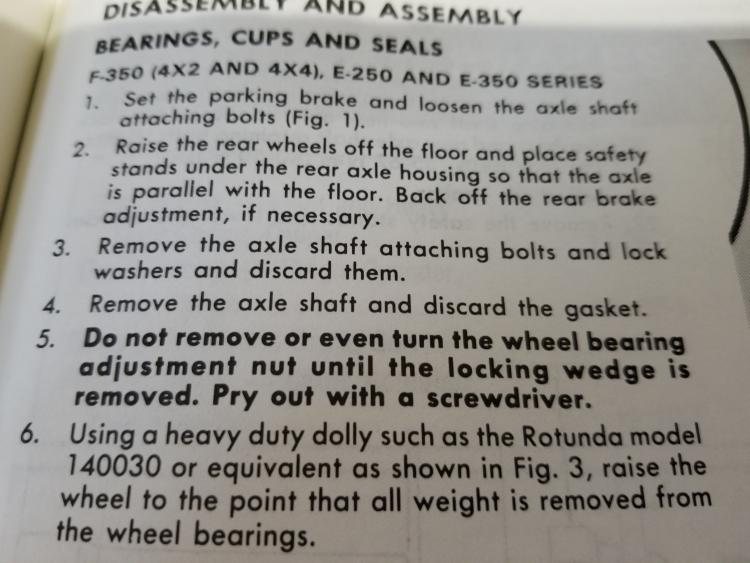 DISASSEMBLY AND ASSEMBLY
BEARINGS, CUPS AND SEALS
F-350 (4X2 AND 4X4), E-250 AND E-350 SERIES
1. Set the parking brake and loosen the axle shaft
attaching bolts (Fig. 1).
2. Raise the rear wheels off the floor and place safety
stands under the rear axle housing so that the axle
is parallel with the floor. Back off the rear brake
adjustment, if necessary.
3. Remove the axle shaft attaching bolts and lock
washers and discard them.
4. Remove the axle shaft and discard the gasket.
5. Do not remove or even turn the wheel bearing
adjustment nut until the locking wedge is
removed. Pry out with a screwdriver.
6. Using a heavy duty dolly such as the Rotunda model
140030 or equivalent as shown in Fig. 3, raise the
wheel to the point that all weight is removed from
the wheel bearings.